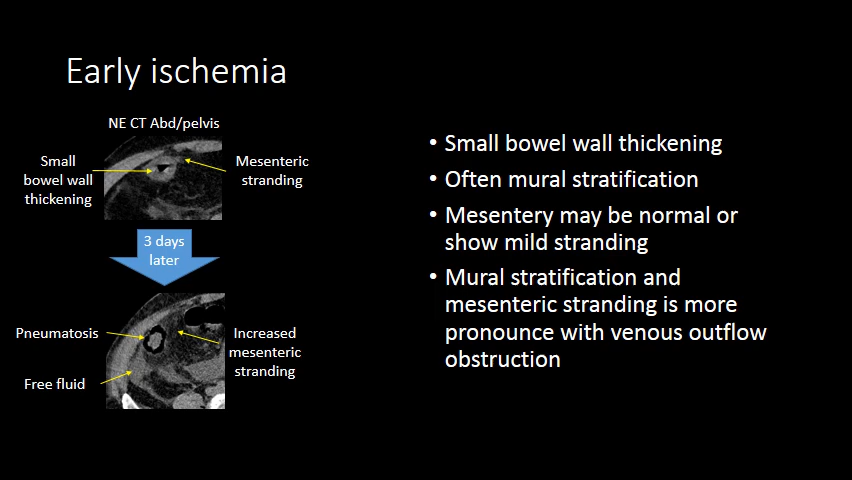 Early ischemia
NE CT Abd/pelvis
Small
bowel wall
thickening
Mesenteric
stranding
3 days
later
Pneumatosis
Free fluid
Increased
mesenteric
stranding
• Small bowel wall thickening
• Often mural stratification
• Mesentery may be normal or
show mild stranding
• Mural stratification and
mesenteric stranding is more
pronounce with venous outflow
obstruction